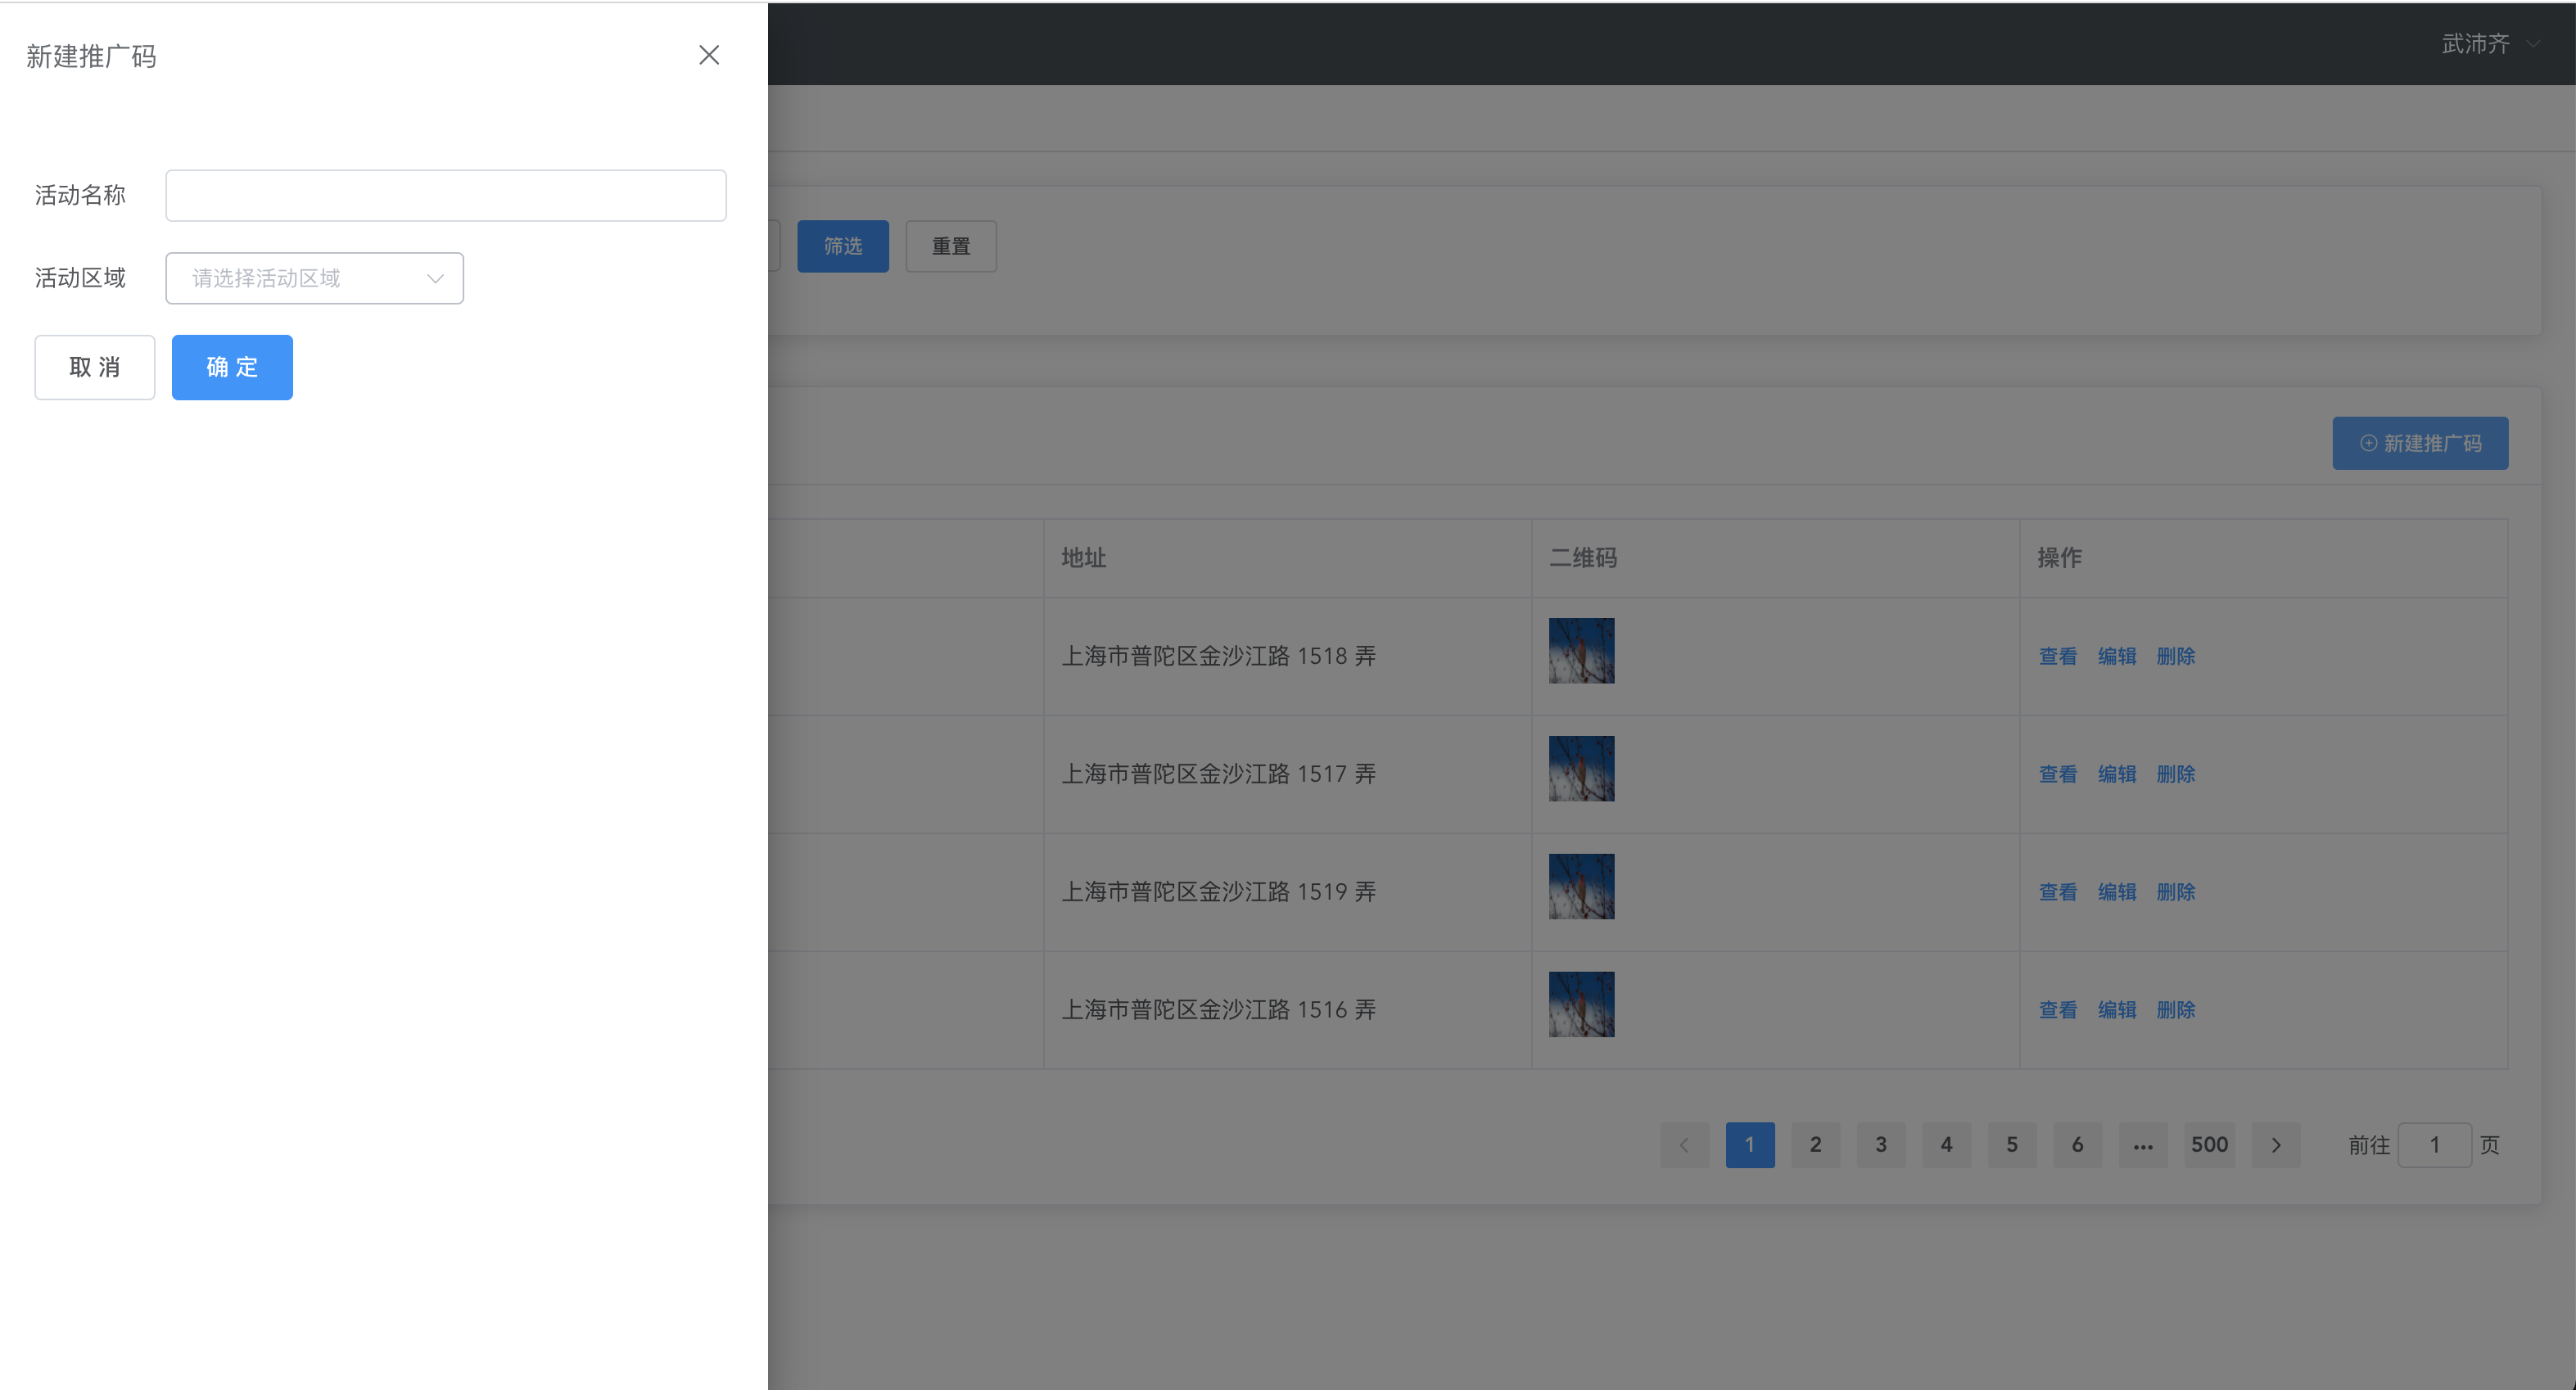 新建推广码
武沛齐
活动名称
筛选 重置
活动区域 请选择活动区域
取 消 确 定
新建推广码
地址 二维码 操作
上海市普陀区金沙江路 1518 弄 查看 编辑 删除
上海市普陀区金沙江路 1517 弄 查看 编辑 删除
上海市普陀区金沙江路 1519 弄 查看 编辑 删除
上海市普陀区金沙江路 1516 弄 查看 编辑 删除
1 2 3 4 5 6 ... 500 前往 1 页